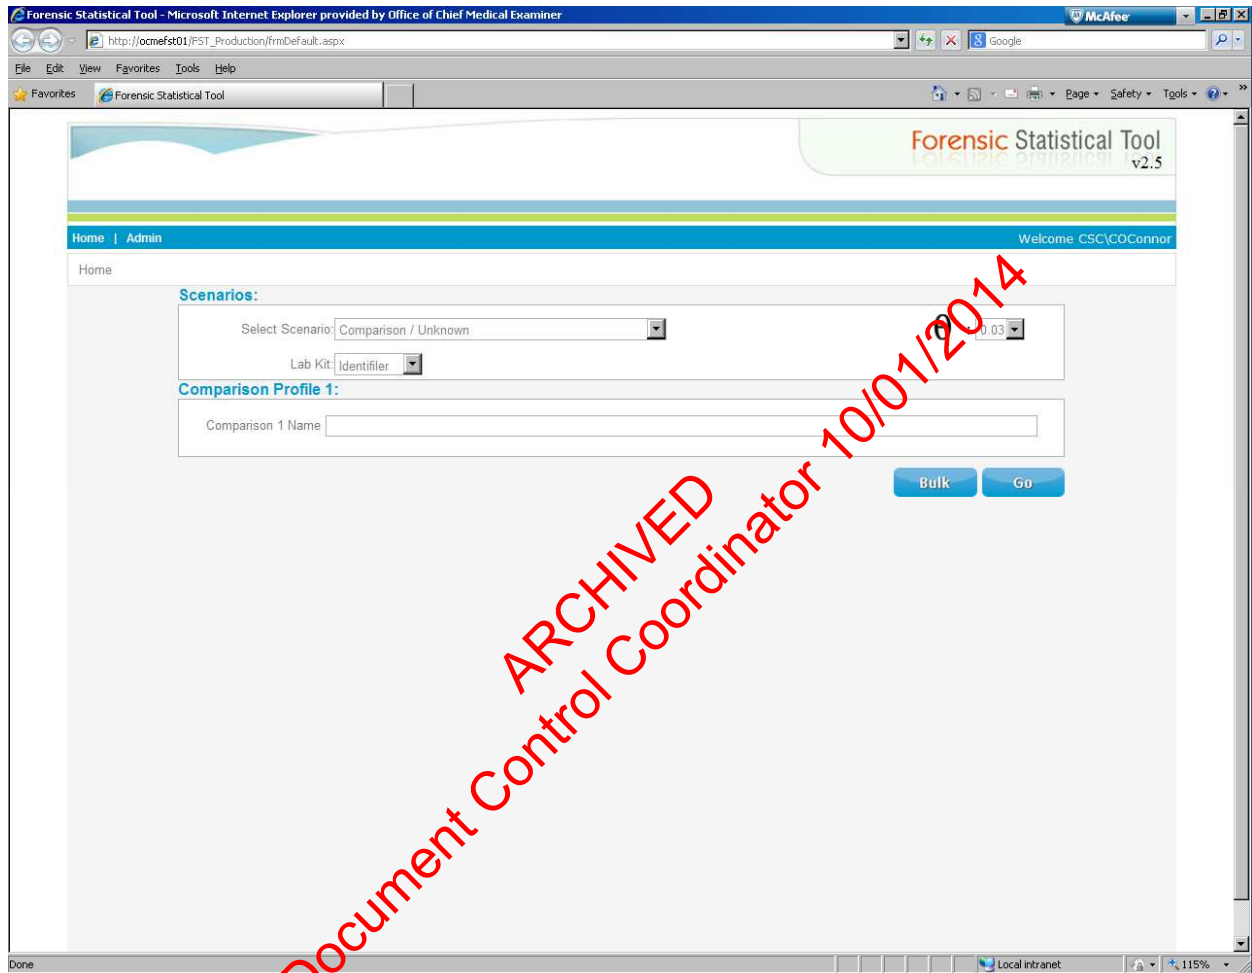 Forensic Statistical Tool - Microsoft Internet Explorer provided by Office of Chief Medical Examiner
McAfee
http://ocmefst01/FST_Production/frmDefault.aspx
Google
File Edit View Favorites Tools Help
Favorites
Forensic Statistical Tool
Page Safety Tools
Forensic Statistical Tool
v2.5
Home | Admin
Welcome CSC\COConnor
Home
Scenarios:
Select Scenario: Comparison / Unknown
θ : 0.03
Lab Kit: Identifiler
Comparison Profile 1:
Comparison 1 Name
Bulk Go
ARCHIVED
Document Control Coordinator 10/01/2014
Done
Local intranet
115%